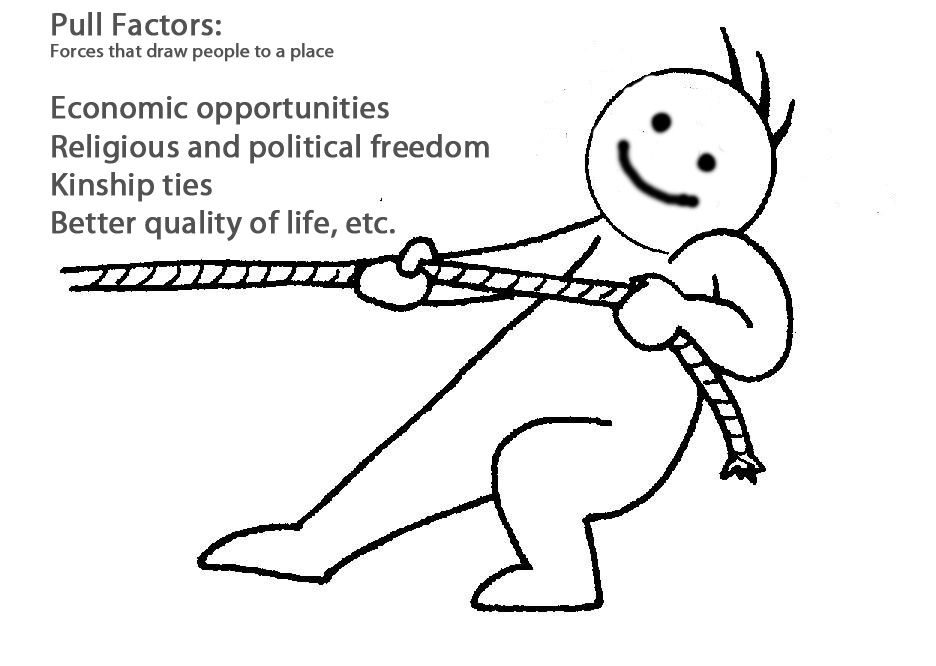 Pull Factors:
Forces that draw people to a place
Economic opportunities
Religious and political freedom
Kinship ties
Better quality of life, etc.